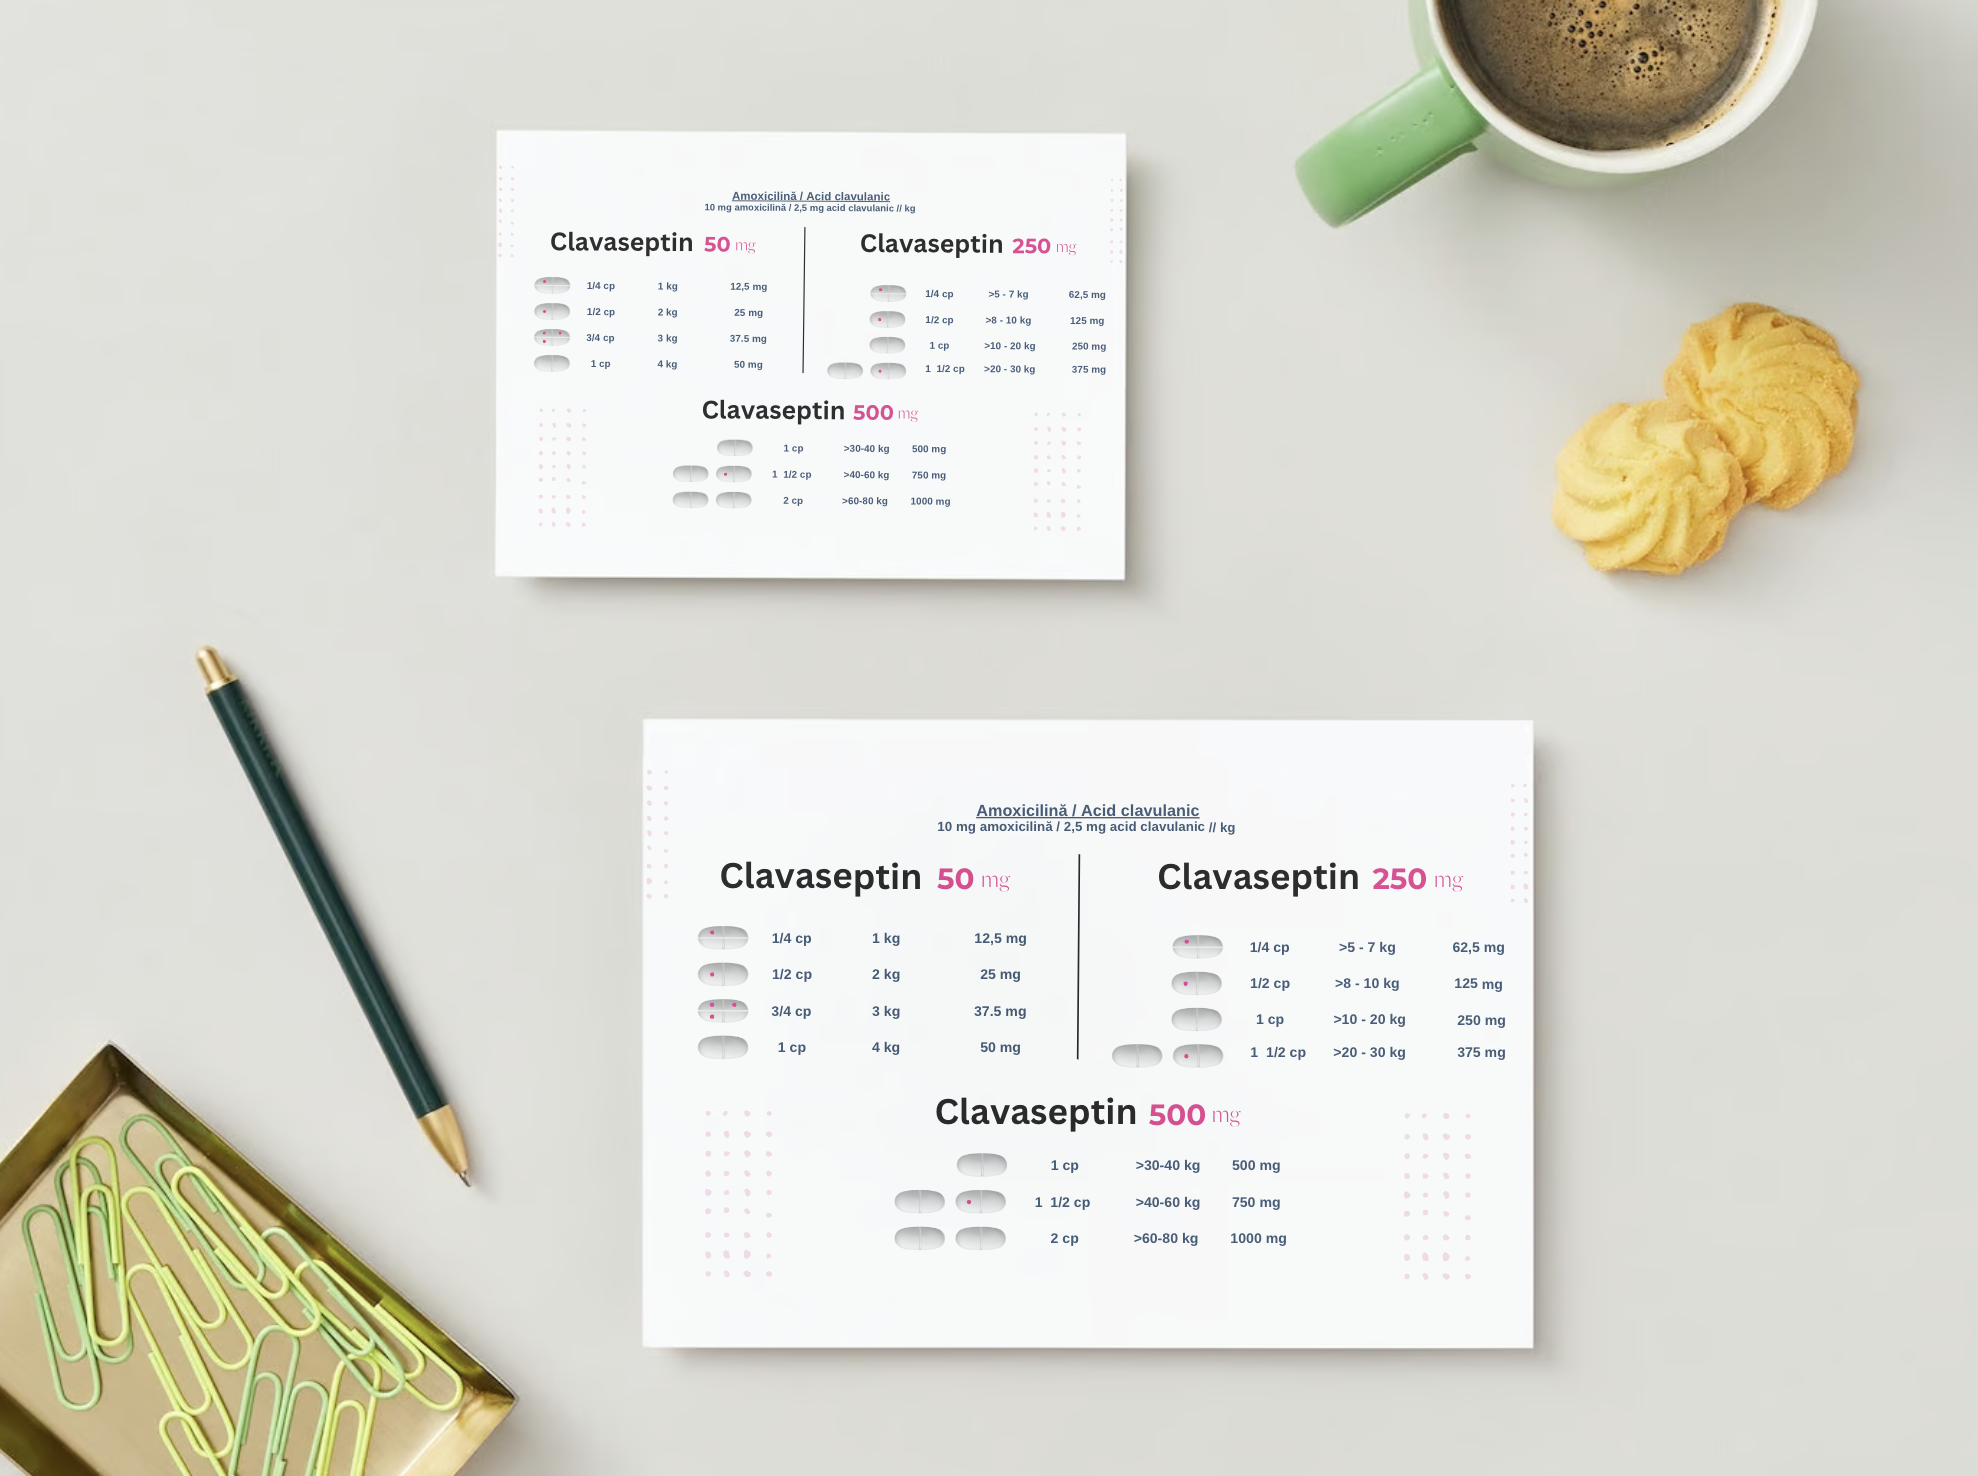 Amoxicilină / Acid clavulanic
10 mg amoxicilină / 2,5 mg acid clavulanic // kg
Clavaseptin 50 mg
1/4 cp 1 kg 12,5 mg
1/2 cp 2 kg 25 mg
3/4 cp 3 kg 37.5 mg
1 cp 4 kg 50 mg
Clavaseptin 250 mg
1/4 cp >5 - 7 kg 62,5 mg
1/2 cp >8 - 10 kg 125 mg
1 cp >10 - 20 kg 250 mg
1 1/2 cp >20 - 30 kg 375 mg
Clavaseptin 500 mg
1 cp >30-40 kg 500 mg
1 1/2 cp >40-60 kg 750 mg
2 cp >60-80 kg 1000 mg
Amoxicilină / Acid clavulanic
10 mg amoxicilină / 2,5 mg acid clavulanic // kg
Clavaseptin 50 mg
1/4 cp 1 kg 12,5 mg
1/2 cp 2 kg 25 mg
3/4 cp 3 kg 37.5 mg
1 cp 4 kg 50 mg
Clavaseptin 250 mg
1/4 cp >5 - 7 kg 62,5 mg
1/2 cp >8 - 10 kg 125 mg
1 cp >10 - 20 kg 250 mg
1 1/2 cp >20 - 30 kg 375 mg
Clavaseptin 500 mg
1 cp >30-40 kg 500 mg
1 1/2 cp >40-60 kg 750 mg
2 cp >60-80 kg 1000 mg